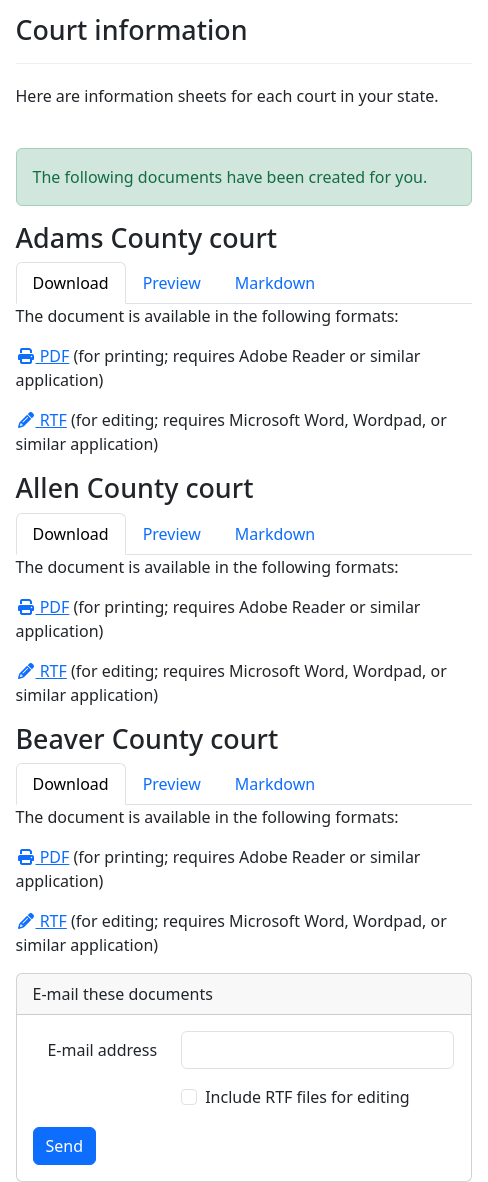 Court information
Here are information sheets for each court in your state.
The following documents have been created for you.
Adams County court
Download Preview Markdown
The document is available in the following formats:
PDF (for printing; requires Adobe Reader or similar
application)
RTF (for editing; requires Microsoft Word, Wordpad, or
similar application)
Allen County court
Download Preview Markdown
The document is available in the following formats:
PDF (for printing; requires Adobe Reader or similar
application)
RTF (for editing; requires Microsoft Word, Wordpad, or
similar application)
Beaver County court
Download Preview Markdown
The document is available in the following formats:
PDF (for printing; requires Adobe Reader or similar
application)
RTF (for editing; requires Microsoft Word, Wordpad, or
similar application)
E-mail these documents
E-mail address
Include RTF files for editing
Send